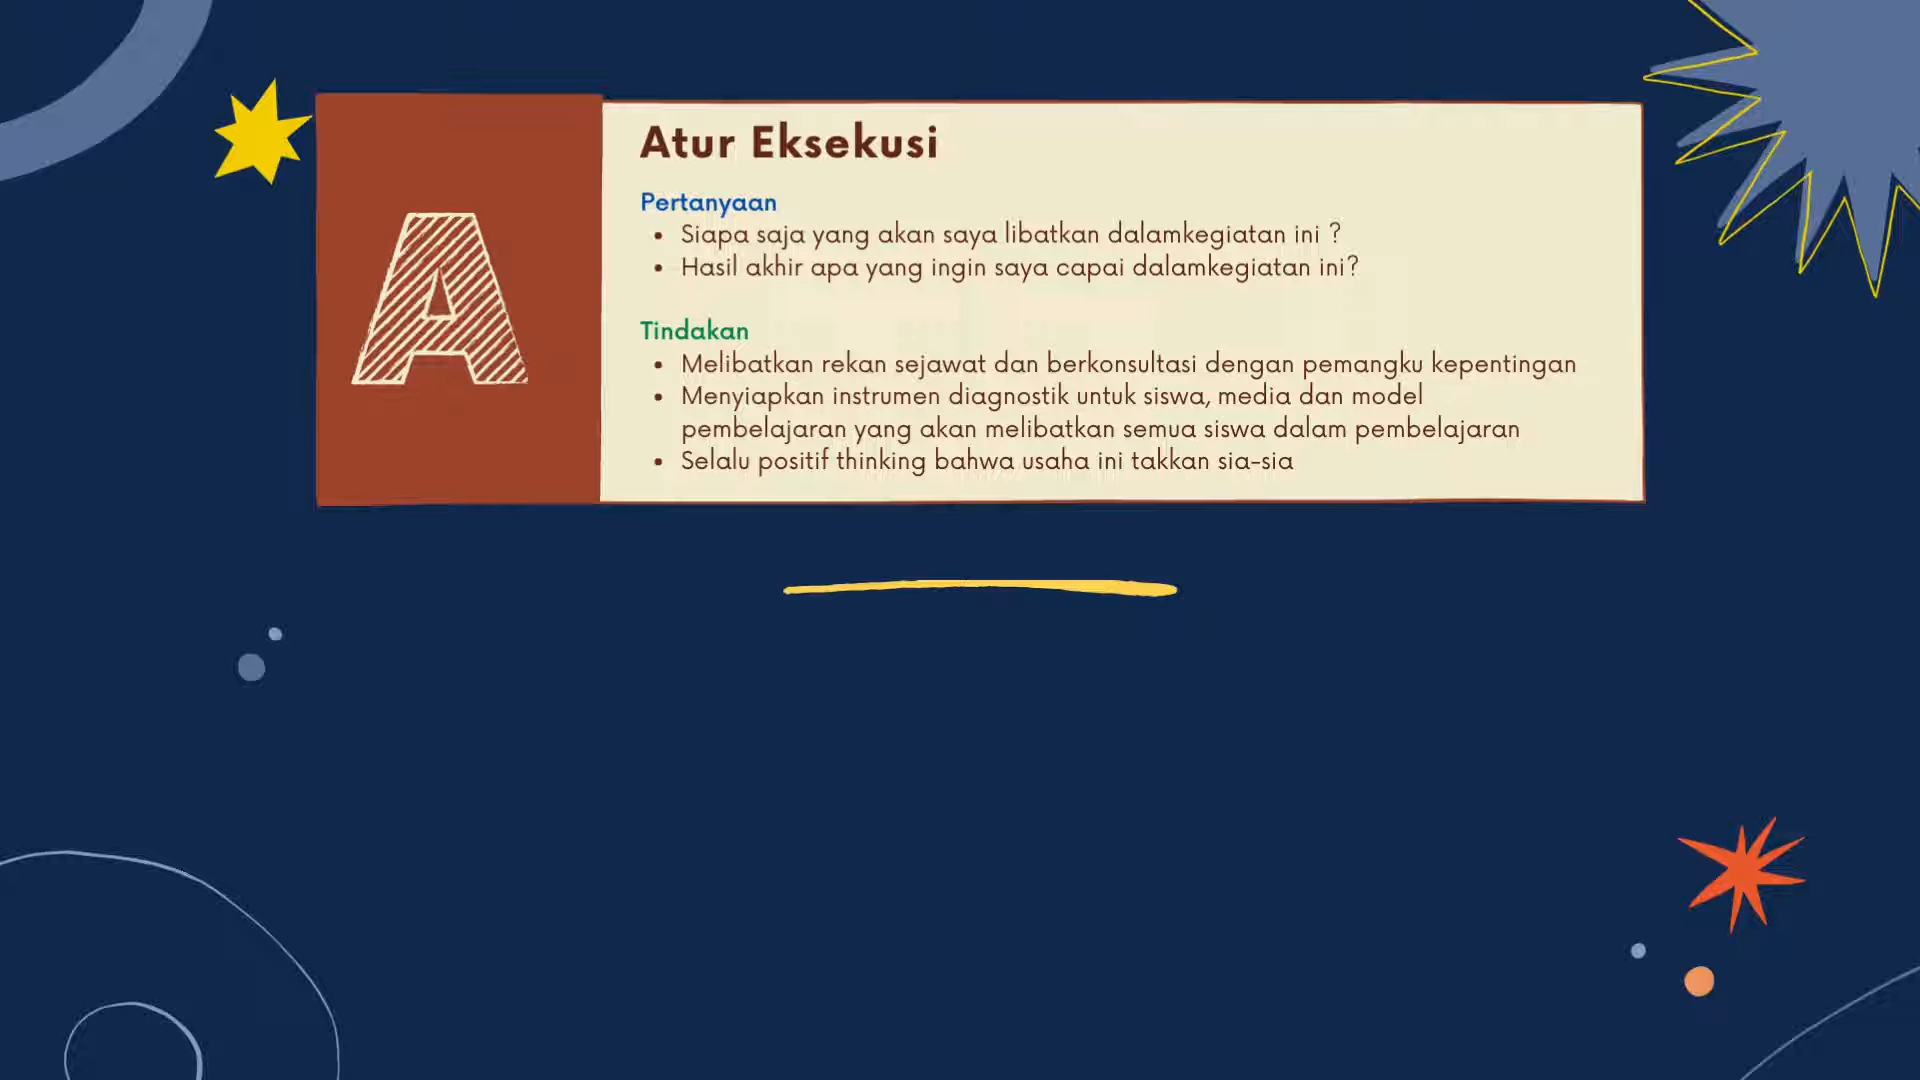 A
Atur Eksekusi
Pertanyaan
• Siapa saja yang akan saya libatkan dalamkegiatan ini ?
• Hasil akhir apa yang ingin saya capai dalamkegiatan ini?
Tindakan
• Melibatkan rekan sejawat dan berkonsultasi dengan pemangku kepentingan
• Menyiapkan instrumen diagnostik untuk siswa, media dan model
pembelajaran yang akan melibatkan semua siswa dalam pembelajaran
• Selalu positif thinking bahwa usaha ini takkan sia-sia